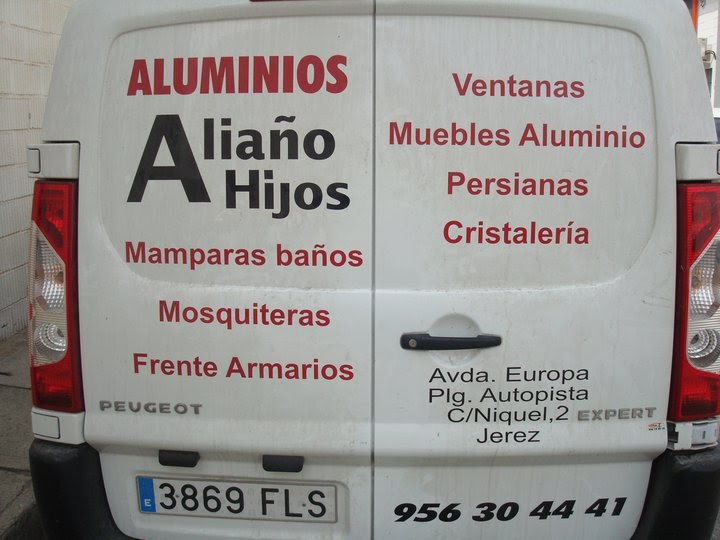 ALUMINIOS
Aliaño
Hijos
Mamparas baños
Mosquiteras
Frente Armarios
PEUGEOT
E 3869 FLS
Ventanas
Muebles Aluminio
Persianas
Cristalería
Avda. Europa
Plg. Autopista
C/Niquel,2
Jerez
EXPERT
956 30 44 41